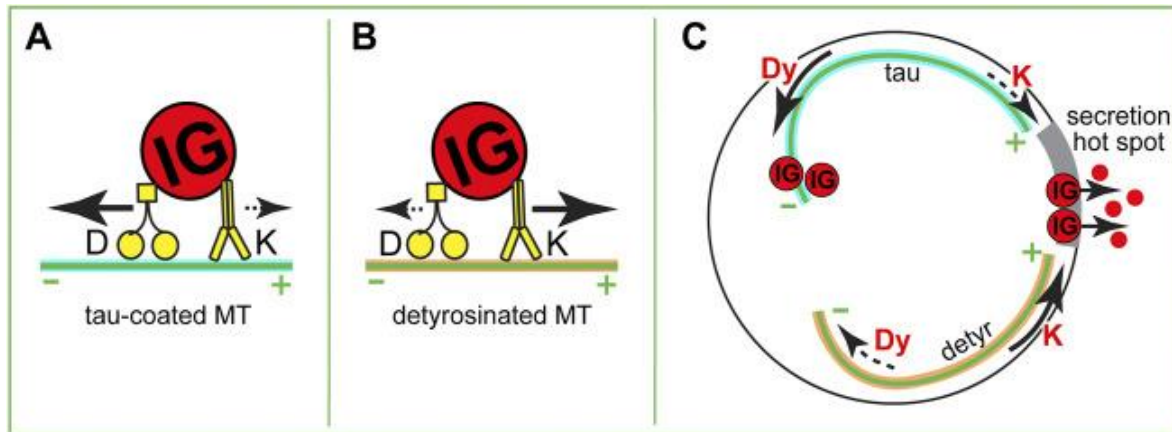 A
IG
D
K
-
+
tau-coated MT
B
IG
D
K
-
+
detyrosinated MT
C
Dy
tau
K
secretion
hot spot
+
IG
IG
-
IG
IG
+
-
Dy
detyr
K